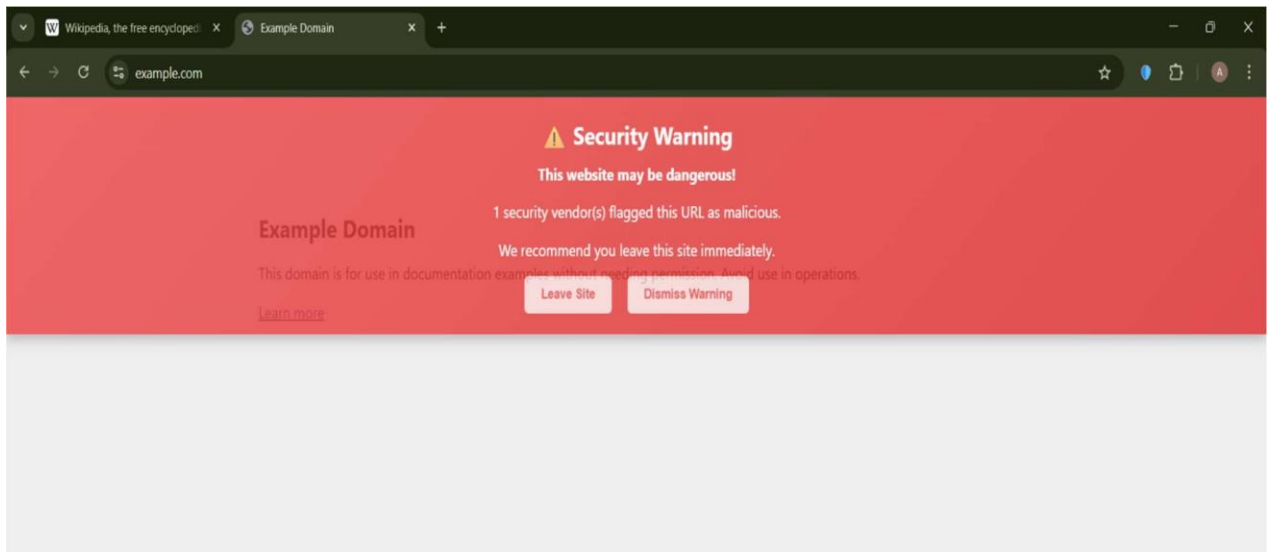 Wikipedia, the free encycloped
Example Domain
example.com
A
Security Warning
This website may be dangerous!
1 security vendor(s) flagged this URL as malicious.
Example Domain
We recommend you leave this site immediately.
This domain is for use in documentation examples without needing permission. Avoid use in operations.
Leave Site
Dismiss Warning
Learn more